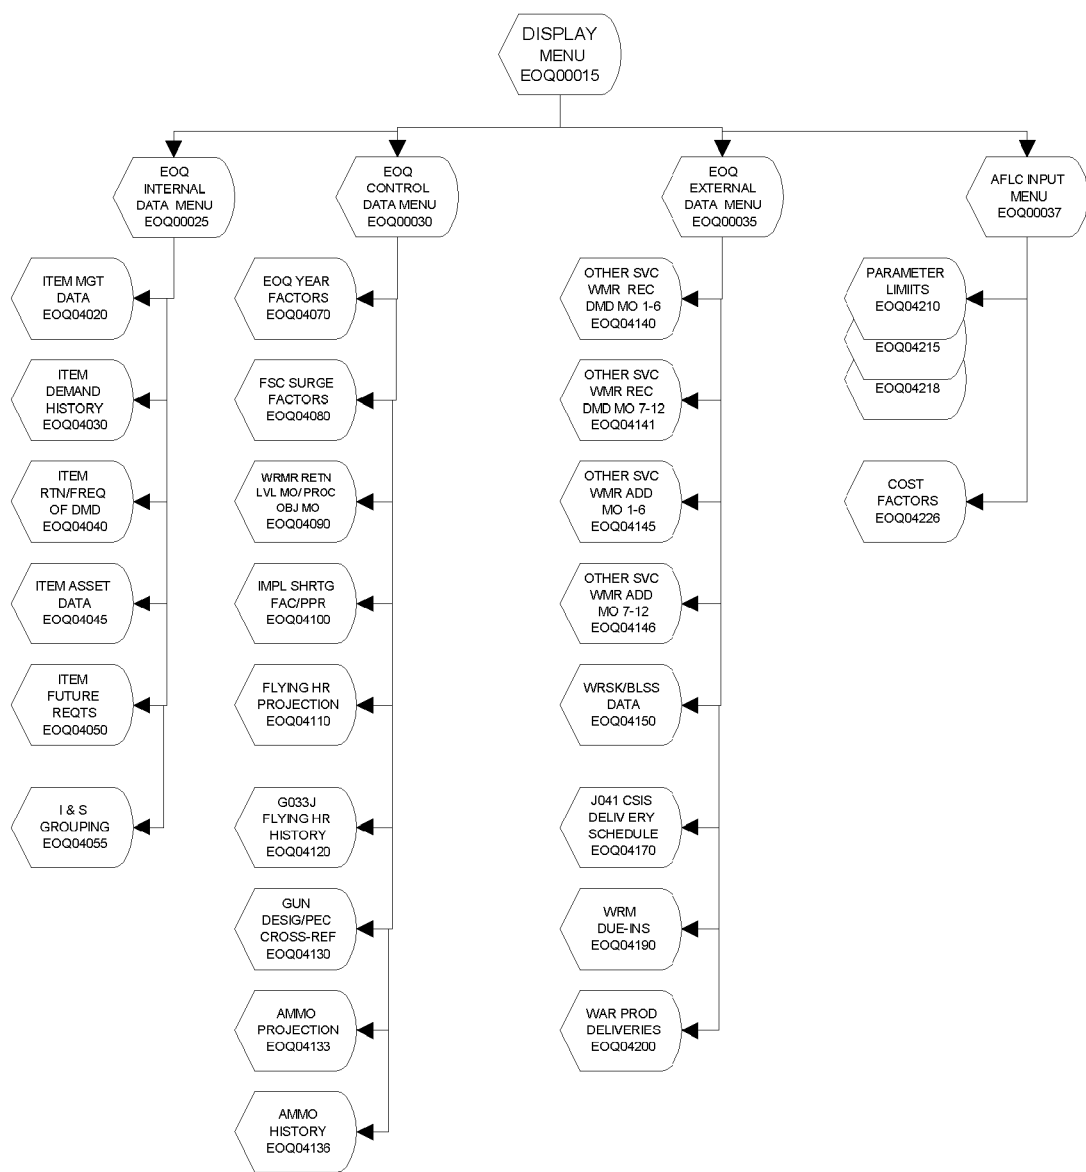 DISPLAY
MENU
EOQ00015
EOQ
INTERNAL
DATA MENU
EOQ00025
EOQ
CONTROL
DATA MENU
EOQ00030
EOQ
EXTERNAL
DATA MENU
EOQ00035
AFLC INPUT
MENU
EOQ00037
ITEM MGT
DATA
EOQ04020
ITEM
DEMAND
HISTORY
EOQ04030
ITEM
RTN/FREQ
OF DMD
EOQ04040
ITEM ASSET
DATA
EOQ04045
ITEM
FUTURE
REQTS
EOQ04050
I & S
GROUPING
EOQ04055
EOQ YEAR
FACTORS
EOQ04070
FSC SURGE
FACTORS
EOQ04080
WRMR RETN
LVL MO/PROC
OBJ MO
EOQ04090
IMPL SHRTG
FAC/PPR
EOQ04100
FLYING HR
PROJECTION
EOQ04110
G033J
FLYING HR
HISTORY
EOQ04120
GUN
DESIG/PEC
CROSS-REF
EOQ04130
AMMO
PROJECTION
EOQ04133
AMMO
HISTORY
EOQ04136
OTHER SVC
WMR REC
DMD MO 1-6
EOQ04140
OTHER SVC
WMR REC
DMD MO 7-12
EOQ04141
OTHER SVC
WMR ADD
MO 1-6
EOQ04145
OTHER SVC
WMR ADD
MO 7-12
EOQ04146
WRSK/BLSS
DATA
EOQ04150
J041 CSIS
DELIVERY
SCHEDULE
EOQ04170
WRM
DUE-INS
EOQ04190
WAR PROD
DELIVERIES
EOQ04200
PARAMETER
LIMIITS
EOQ04210
EOQ04215
EOQ04218
COST
FACTORS
EOQ04226